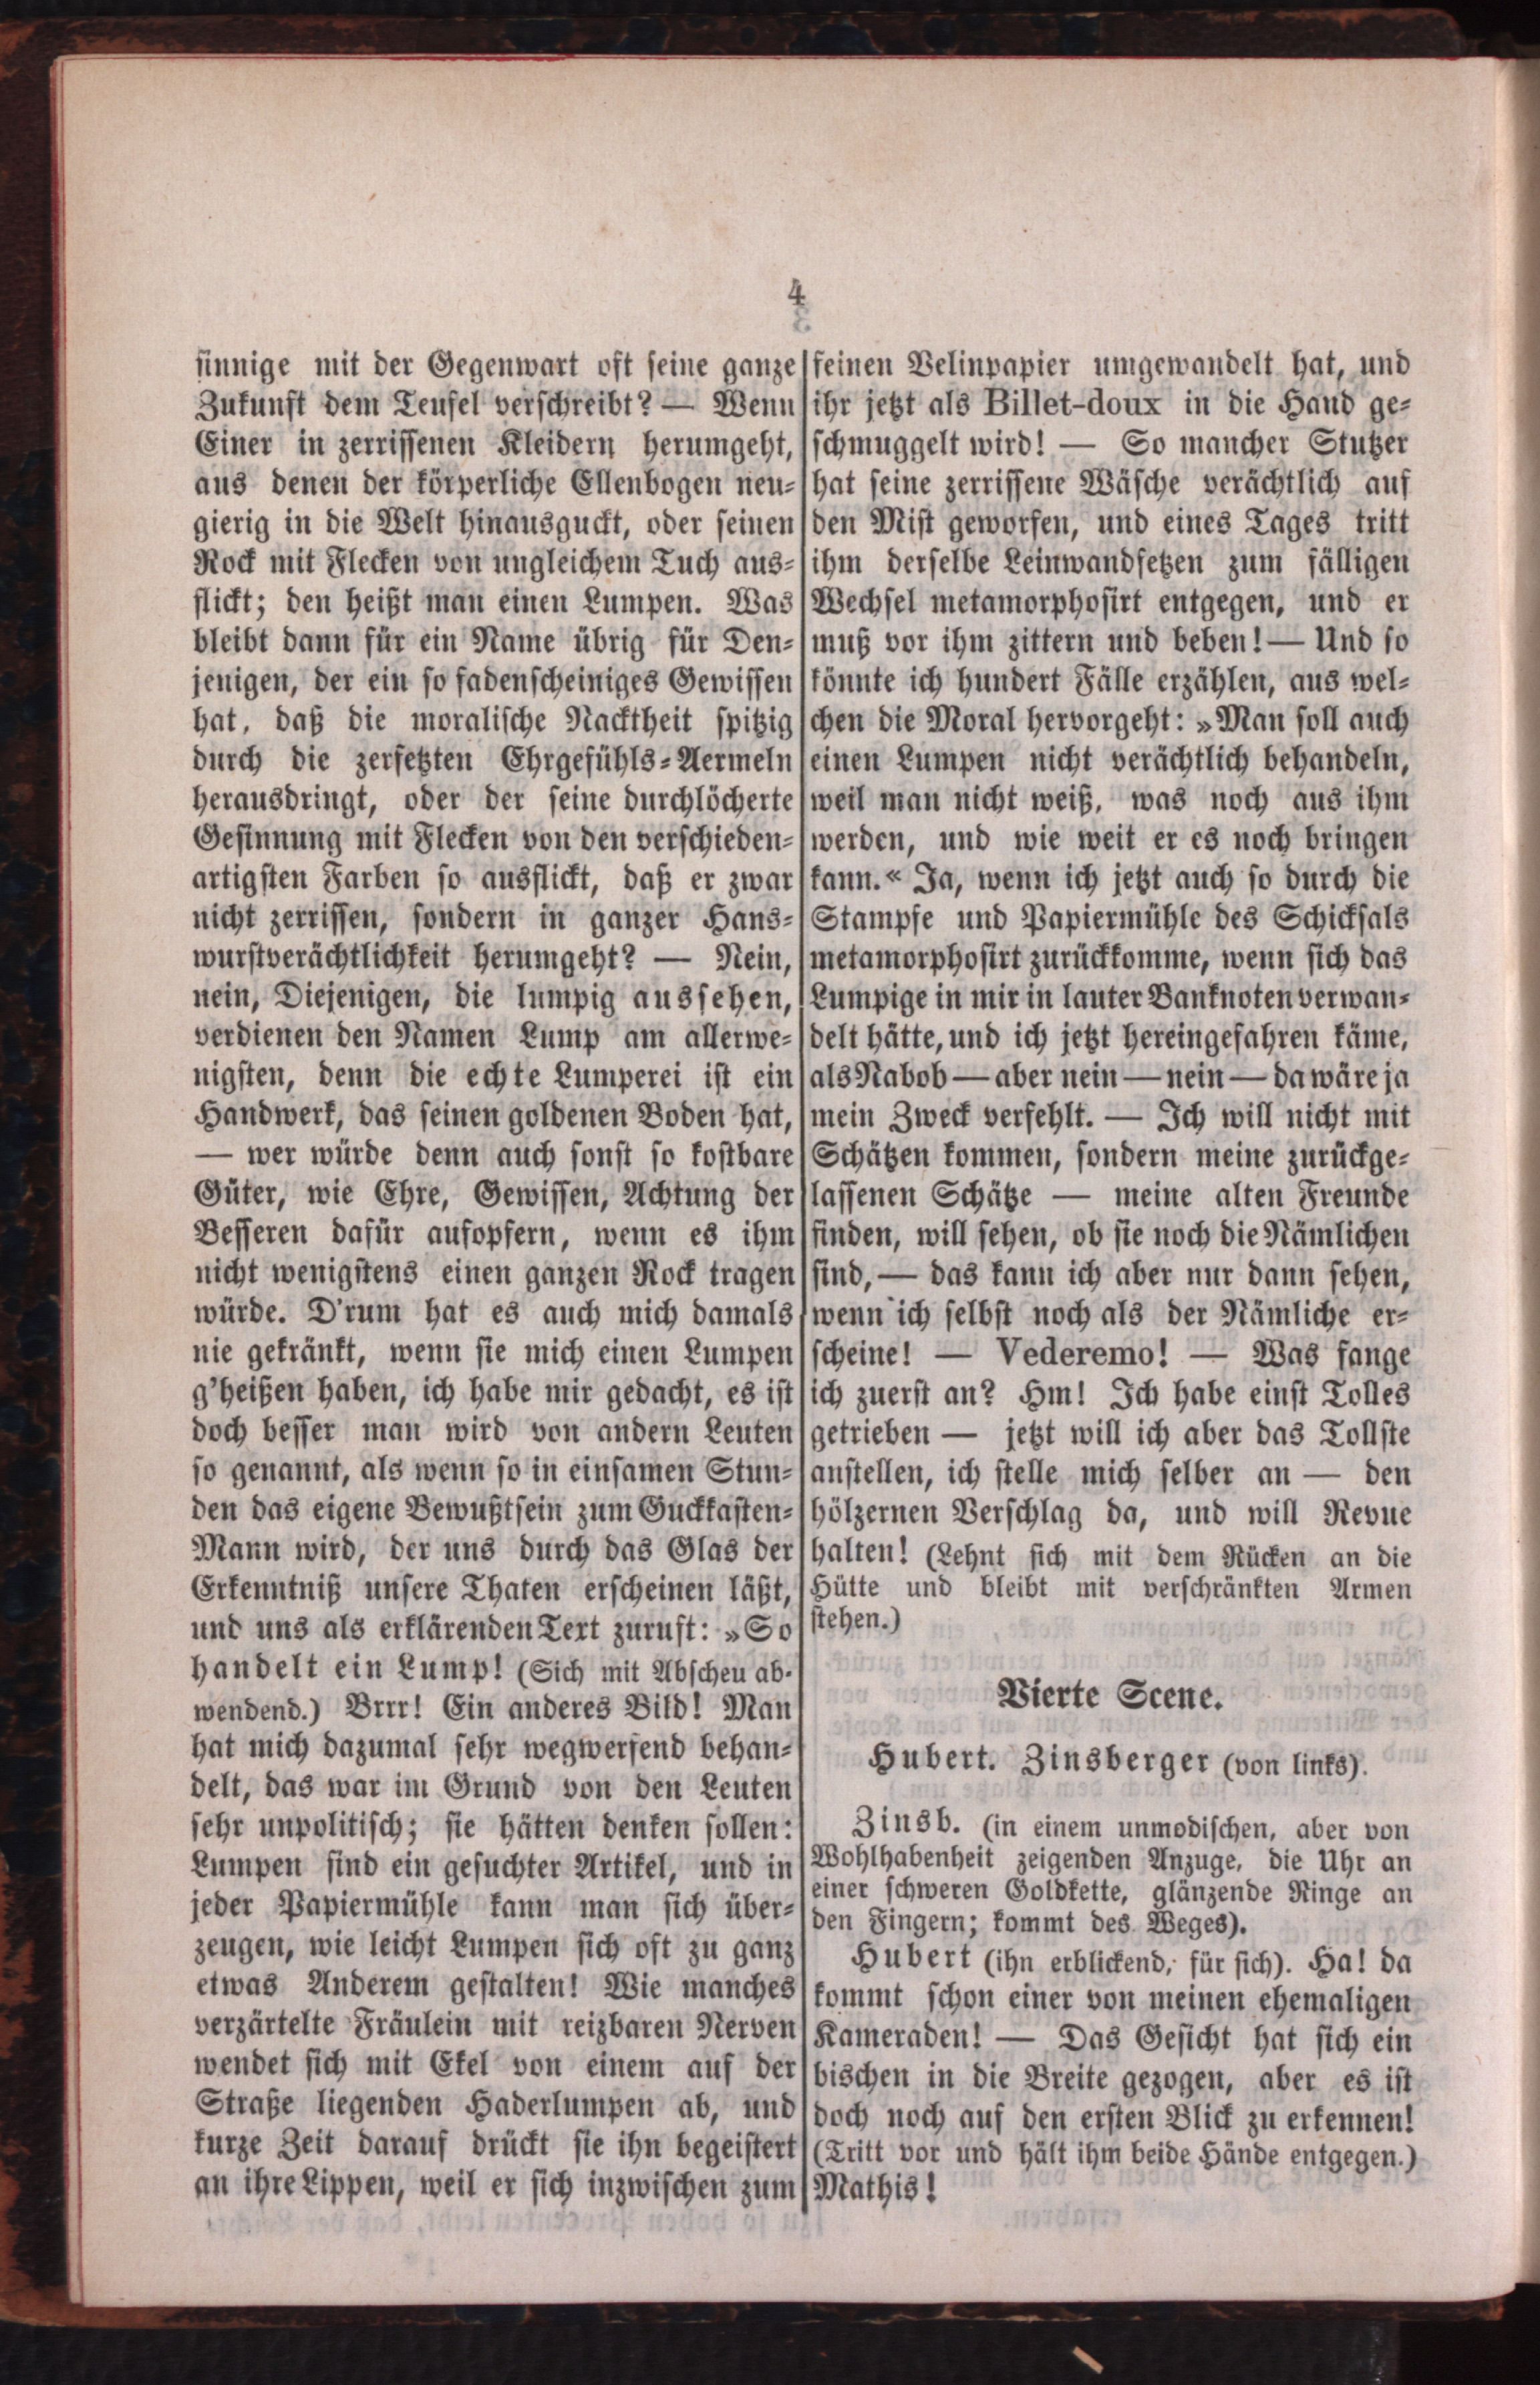 4
sinnige mit der Gegenwart oft seine ganze
Zukunft dem Teufel verschreibt? — Wenn
Einer in zerrissenen Kleidern herumgeht,
aus denen der körperliche Ellenbogen neu-
gierig in die Welt hinausguckt, oder seinen
Rock mit Flecken von ungleichem Tuch aus-
flickt; den heißt man einen Lumpen. Was
bleibt dann für ein Name übrig für Den-
jenigen, der ein so fadenscheiniges Gewissen
hat, daß die moralische Nacktheit spitzig
durch die zerfetzten Ehrgefühls-Aermeln
herausdringt, oder der seine durchlöcherte
Gesinnung mit Flecken von den verschieden-
artigsten Farben so ausflickt, daß er zwar
nicht zerrissen, sondern in ganzer Hans-
wurstverächtlichkeit herumgeht? — Nein,
nein, Diejenigen, die lumpig aussehen,
verdienen den Namen Lump am allerwe-
nigsten, denn die echte Lumperei ist ein
Handwerk, das seinen goldenen Boden hat,
— wer würde denn auch sonst so kostbare
Güter, wie Ehre, Gewissen, Achtung der
Besseren dafür aufopfern, wenn es ihm
nicht wenigstens einen ganzen Rock tragen
würde. D'rum hat es auch mich damals
nie gekränkt, wenn sie mich einen Lumpen
g'heißen haben, ich habe mir gedacht, es ist
doch besser man wird von andern Leuten
so genannt, als wenn so in einsamen Stun-
den das eigene Bewußtsein zum Guckkasten-
Mann wird, der uns durch das Glas der
Erkenntniß unsere Thaten erscheinen läßt,
und uns als erklärenden Text zuruft: »So
handelt ein Lump! (Sich mit Abscheu ab-
wendend.) Brrr! Ein anderes Bild! Man
hat mich dazumal sehr wegwerfend behan-
delt, das war im Grund von den Leuten
sehr unpolitisch; sie hätten denken sollen:
Lumpen sind ein gesuchter Artikel, und in
jeder Papiermühle kann man sich über-
zeugen, wie leicht Lumpen sich oft zu ganz
etwas Anderem gestalten! Wie manches
verzärtelte Fräulein mit reizbaren Nerven
wendet sich mit Ekel von einem auf der
Straße liegenden Haderlumpen ab, und
kurze Zeit darauf drückt sie ihn begeistert
an ihre Lippen, weil er sich inzwischen zum
feinen Velinpapier umgewandelt hat, und
ihr jetzt als Billet-doux in die Hand ge-
schmuggelt wird! — So mancher Stutzer
hat seine zerrissene Wäsche verächtlich auf
den Mist geworfen, und eines Tages tritt
ihm derselbe Leinwandfetzen zum fälligen
Wechsel metamorphosirt entgegen, und er
muß vor ihm zittern und beben! — Und so
könnte ich hundert Fälle erzählen, aus wel-
chen die Moral hervorgeht: »Man soll auch
einen Lumpen nicht verächtlich behandeln,
weil man nicht weiß, was noch aus ihm
werden, und wie weit er es noch bringen
kann.« Ja, wenn ich jetzt auch so durch die
Stampfe und Papiermühle des Schicksals
metamorphosirt zurückkomme, wenn sich das
Lumpige in mir in lauter Banknoten verwan-
delt hätte, und ich jetzt hereingefahren käme,
als Nabob — aber nein — nein — da wäre ja
mein Zweck verfehlt. — Ich will nicht mit
Schätzen kommen, sondern meine zurückge-
lassenen Schätze — meine alten Freunde
finden, will sehen, ob sie noch die Nämlichen
sind, — das kann ich aber nur dann sehen,
wenn ich selbst noch als der Nämliche er-
scheine! — Vederemo! — Was fange
ich zuerst an? Hm! Ich habe einst Tolles
getrieben — jetzt will ich aber das Tollste
anstellen, ich stelle mich selber an — den
hölzernen Verschlag da, und will Revue
halten! (Lehnt sich mit dem Rücken an die
Hütte und bleibt mit verschränkten Armen
stehen.)
Vierte Scene.
Hubert. Zinsberger (von links).
Zinsb. (in einem unmodischen, aber von
Wohlhabenheit zeigenden Anzuge, die Uhr an
einer schweren Goldkette, glänzende Ringe an
den Fingern; kommt des Weges).
Hubert (ihn erblickend, für sich). Ha! da
kommt schon einer von meinen ehemaligen
Kameraden! — Das Gesicht hat sich ein
bischen in die Breite gezogen, aber es ist
doch noch auf den ersten Blick zu erkennen!
(Tritt vor und hält ihm beide Hände entgegen.)
Mathis!